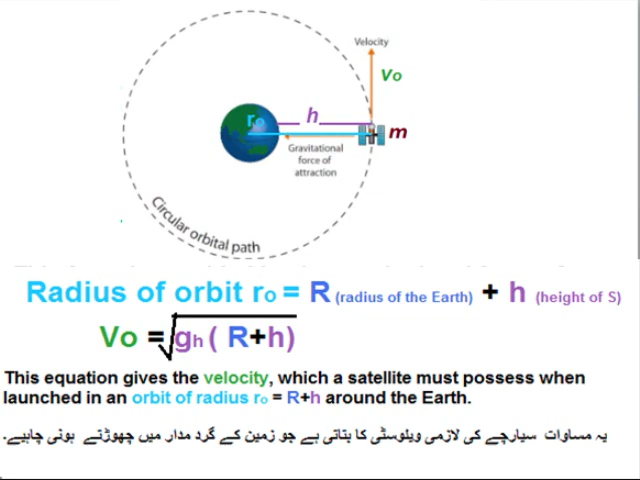 Velocity
Vo
ro
h
m
Gravitational
force of
attraction
Circular orbital path
Radius of orbit ro = R (radius of the Earth) + h (height of S)
Vo = √gh ( R+h)
This equation gives the velocity, which a satellite must possess when
launched in an orbit of radius ro = R+h around the Earth.
یہ مساوات سیارچے کی لازمی ویلوسٹی کا بتاتی ہے جو زمین کے گرد مدار میں چھوڑتے ہونی چاہیے۔